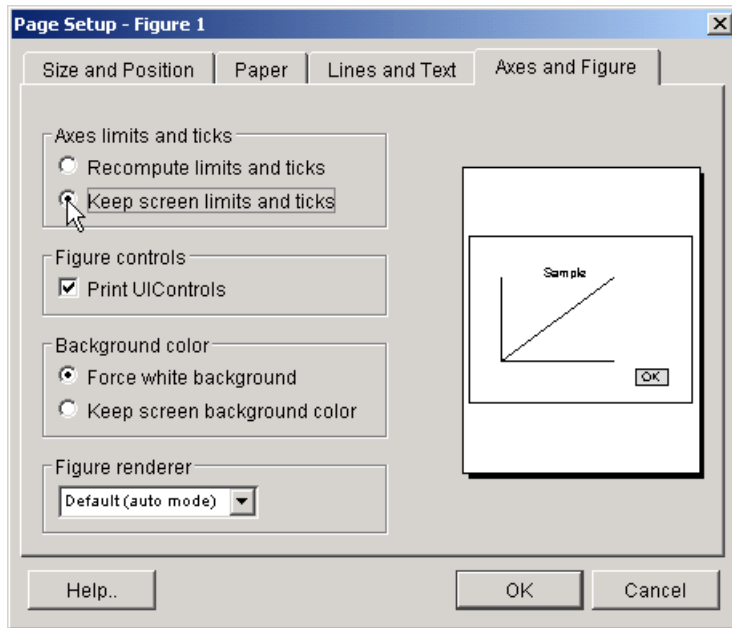 Page Setup - Figure 1
Size and Position Paper Lines and Text Axes and Figure
Axes limits and ticks
Recompute limits and ticks
Keep screen limits and ticks
Figure controls
Print UIControls
Background color
Force white background
Keep screen background color
Figure renderer
Default (auto mode)
Sample
OK
Help..
OK
Cancel